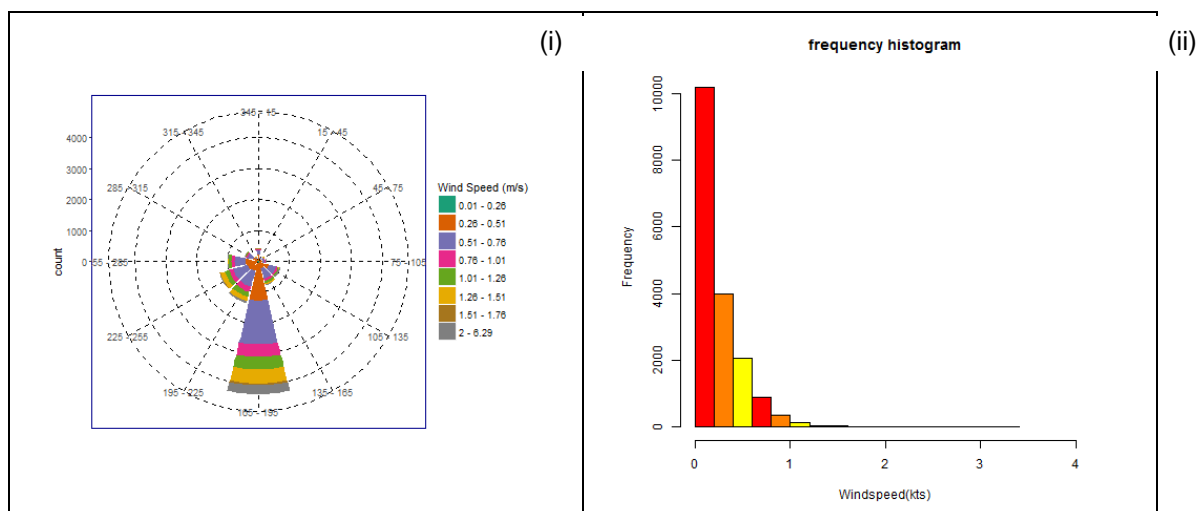 (i)
345 - 15
15 - 45
45 - 75
75 - 105
105 - 135
135 - 165
165 - 195
195 - 225
225 - 255
285 - 315
315 - 345
4000
3000
2000
1000
0
count
Wind Speed (m/s)
0.01 - 0.26
0.26 - 0.51
0.51 - 0.76
0.76 - 1.01
1.01 - 1.26
1.26 - 1.51
1.51 - 1.76
2 - 6.29
(ii)
frequency histogram
10000
8000
6000
4000
2000
0
Frequency
0 1 2 3 4
Windspeed(kts)